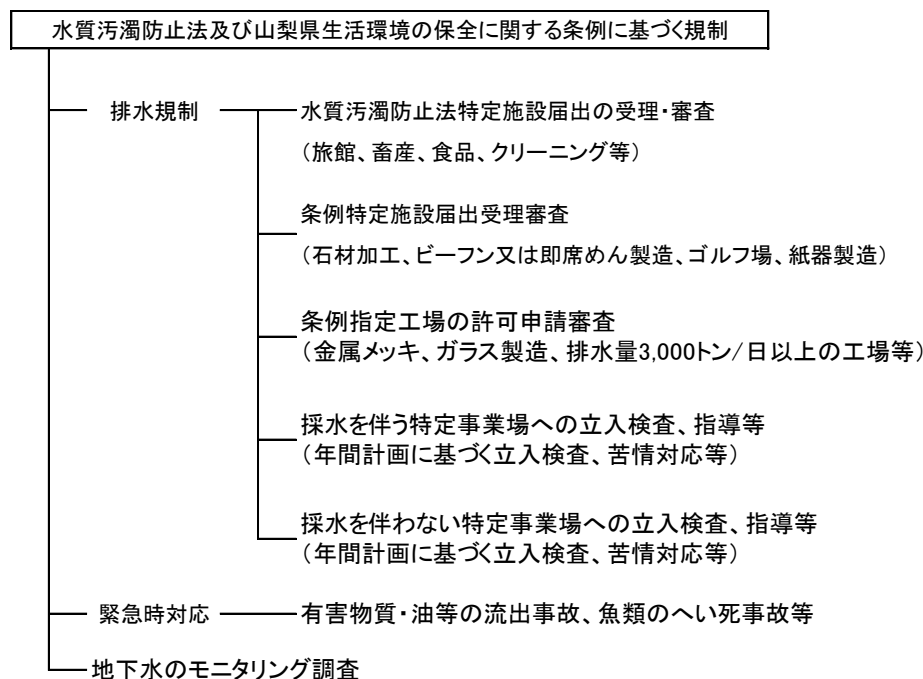 水質汚濁防止法及び山梨県生活環境の保全に関する条例に基づく規制
排水規制
水質汚濁防止法特定施設届出の受理・審査
（旅館、畜産、食品、クリーニング等）
条例特定施設届出受理審査
（石材加工、ビーフン又は即席めん製造、ゴルフ場、紙器製造）
条例指定工場の許可申請審査
（金属メッキ、ガラス製造、排水量3,000トン/日以上の工場等）
採水を伴う特定事業場への立入検査、指導等
（年間計画に基づく立入検査、苦情対応等）
採水を伴わない特定事業場への立入検査、指導等
（年間計画に基づく立入検査、苦情対応等）
緊急時対応
有害物質・油等の流出事故、魚類のへい死事故等
地下水のモニタリング調査